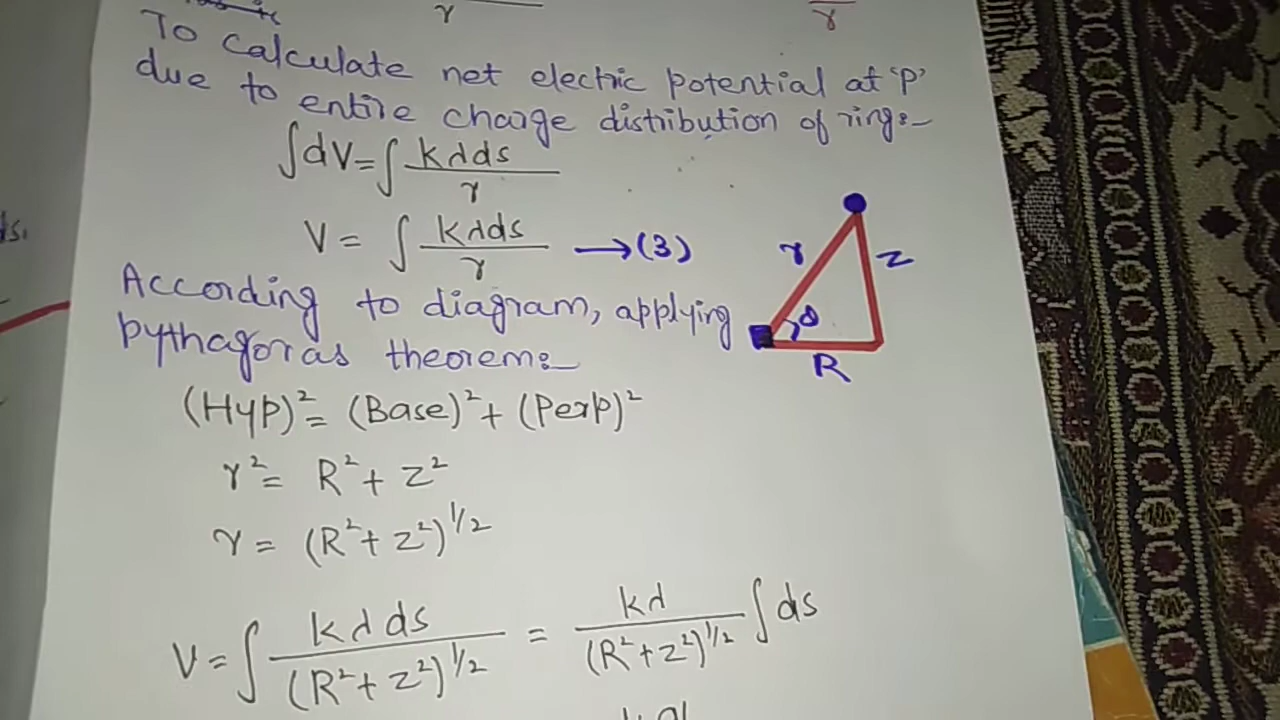 r
r
To calculate net electric potential at 'P'
due to entire charge distribution of ring:-
∫dV = ∫ kλds / r
V = ∫ kλds / r → (3)
According to diagram, applying
pythagoras theorem:-
r
z
θ
R
(Hyp)² = (Base)² + (Perp)²
r² = R² + z²
r = (R² + z²)^1/2
V = ∫ kλds / (R² + z²)^1/2 = kλ / (R² + z²)^1/2 ∫ds
ds.